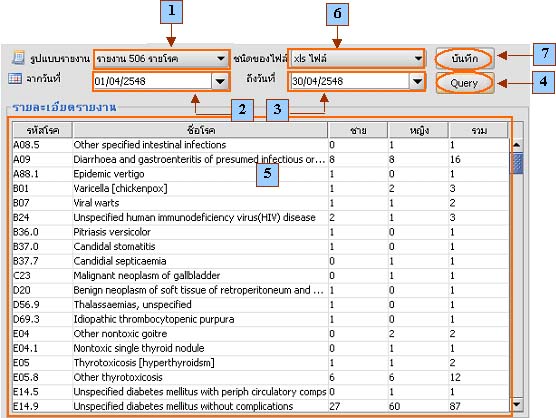 1
6
รูปแบบรายงาน รายงาน 506 รายโรค ชนิดของไฟล์ xls ไฟล์ บันทึก 7
จากวันที่ 01/04/2548 ถึงวันที่ 30/04/2548 Query 4
2 3
รายละเอียดรายงาน
รหัสโรค ชื่อโรค ชาย หญิง รวม
A08.5 Other specified intestinal infections 0 1 1
A09 Diarrhoea and gastroenteritis of presumed infectious or... 8 8 16
A88.1 Epidemic vertigo 1 0 1
5
B01 Varicella [chickenpox] 1 2 3
B07 Viral warts 1 1 2
B24 Unspecified human immunodeficiency virus(HIV) disease 2 1 3
B36.0 Pitriasis versicolor 1 0 1
B37.0 Candidal stomatitis 1 0 1
B37.7 Candidial septicaemia 0 1 1
C23 Malignant neoplasm of gallbladder 0 1 1
D20 Benign neoplasm of soft tissue of retroperitoneum and ... 1 0 1
D56.9 Thalassaemias, unspecified 1 0 1
D69.3 Idiopathic thrombocytopenic purpura 1 0 1
E04 Other nontoxic goitre 0 2 2
E04.1 Nontoxic single thyroid nodule 0 1 1
E05 Thyrotoxicosis [hyperthyroidsm] 1 1 2
E05.8 Other thyrotoxicosis 6 6 12
E14.5 Unspecified diabetes mellitus with periph circulatory comps 0 1 1
E14.9 Unspecified diabetes mellitus without complications 27 60 87